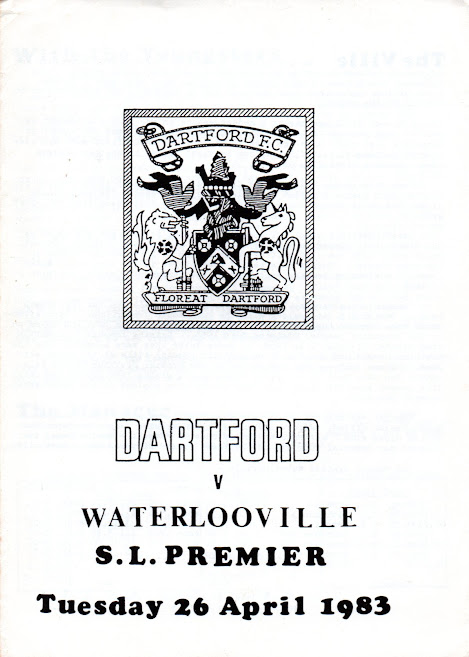 DARTFORD F.C.
FLOREAT DARTFORD
DARTFORD
V
WATERLOOVILLE
S.L. PREMIER
Tuesday 26 April 1983